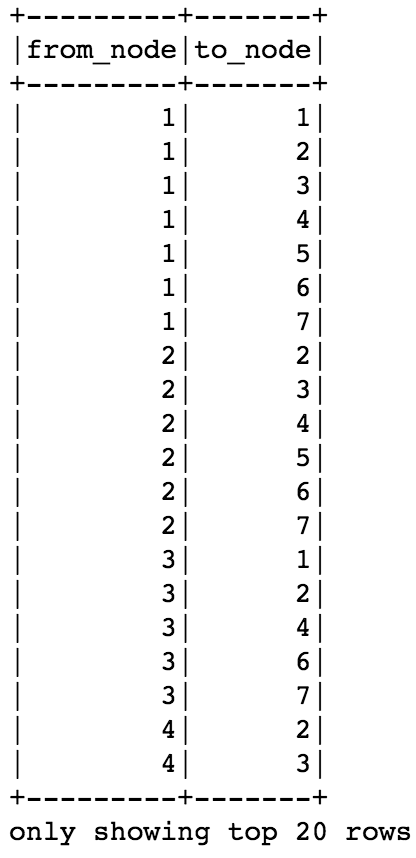 +---------+-------+
|from_node|to_node|
+---------+-------+
|        1|      1|
|        1|      2|
|        1|      3|
|        1|      4|
|        1|      5|
|        1|      6|
|        1|      7|
|        2|      2|
|        2|      3|
|        2|      4|
|        2|      5|
|        2|      6|
|        2|      7|
|        3|      1|
|        3|      2|
|        3|      4|
|        3|      6|
|        3|      7|
|        4|      2|
|        4|      3|
+---------+-------+
only showing top 20 rows